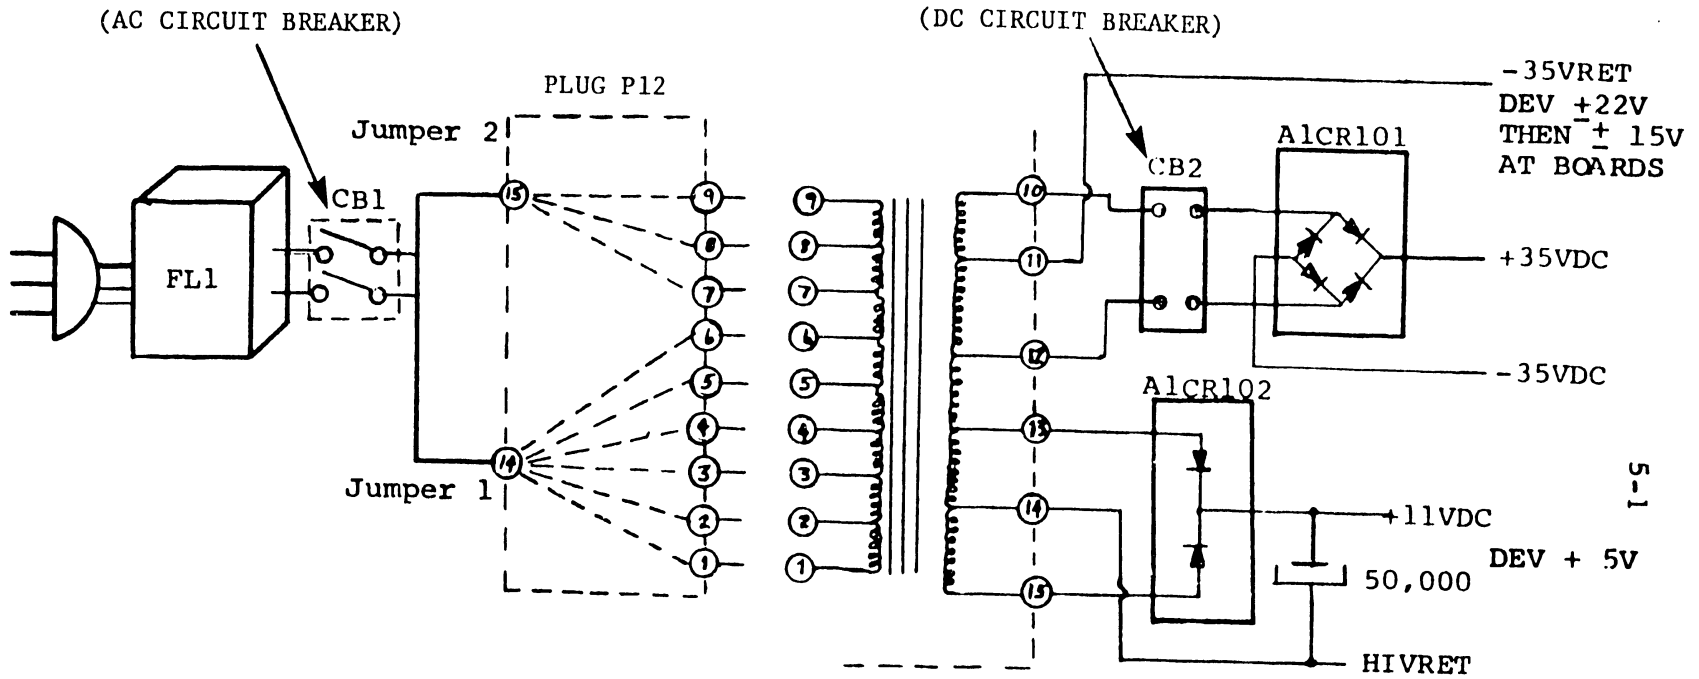 (AC CIRCUIT BREAKER)
(DC CIRCUIT BREAKER)
PLUG P12
Jumper 2
CB1
FL1
Jumper 1
15
14
9
8
7
6
5
4
3
2
1
9
8
7
6
5
4
3
2
1
10
11
12
13
14
15
CB2
A1CR101
A1CR102
-35VRET
DEV ±22V
THEN ± 15V
AT BOARDS
+35VDC
-35VDC
+11VDC
DEV + 5V
50,000
HIVRET
5-1